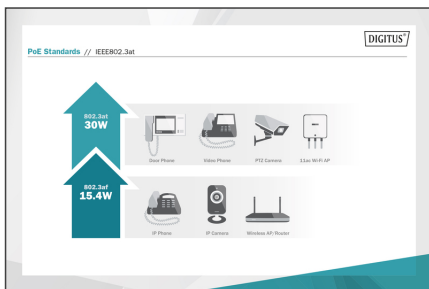 DIGITUS®
PoE Standards // IEEE802.3at
802.3at
30W
Door Phone
Video Phone
PTZ Camera
11ac Wi-Fi AP
802.3af
15.4W
IP Phone
IP Camera
Wireless AP/Router